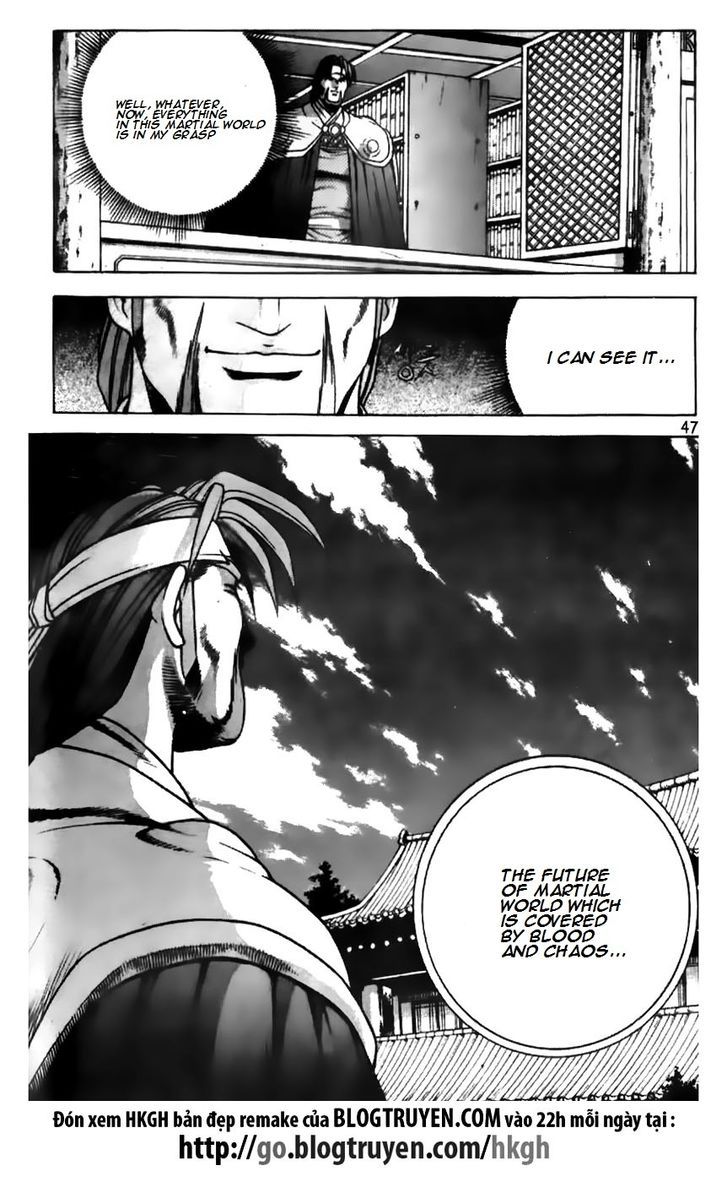 WELL, WHATEVER,
NOW, EVERYTHING
IN THIS MARTIAL WORLD
IS IN MY GRASP
I CAN SEE IT...
47
THE FUTURE
OF MARTIAL
WORLD WHICH
IS COVERED
BY BLOOD
AND CHAOS...
Đón xem HKGH bản đẹp remake của BLOGTRUYEN.COM vào 22h mỗi ngày tại :
http://go.blogtruyen.com/hkgh